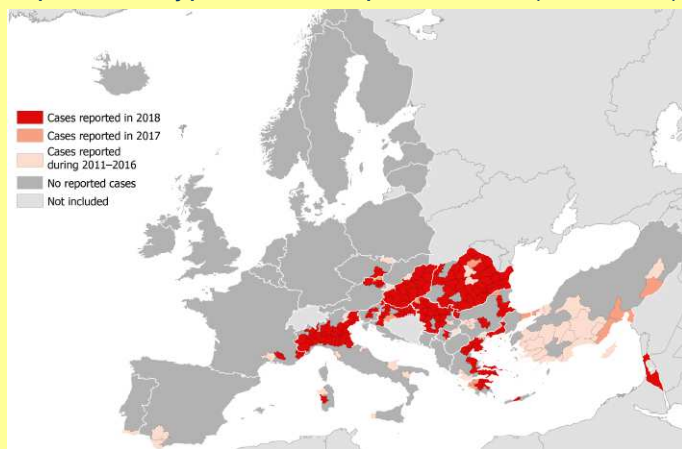 Cases reported in 2018
Cases reported in 2017
Cases reported
during 2011–2016
No reported cases
Not included